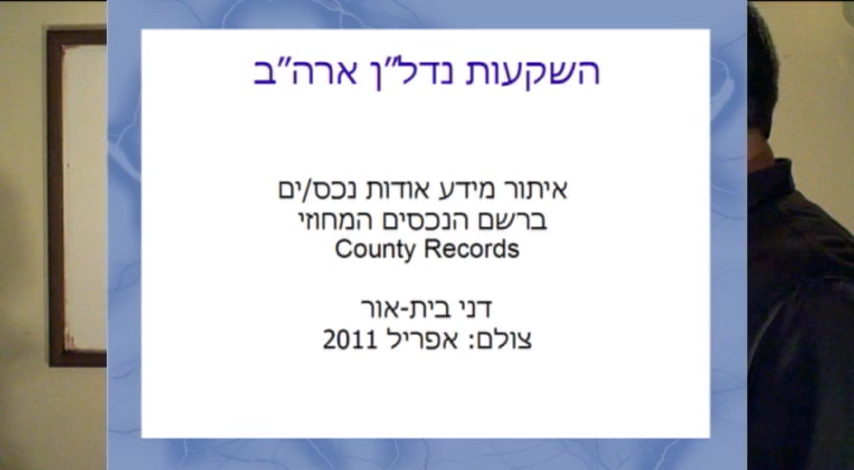 השקעות נדל"ן ארה"ב
איתור מידע אודות נכס/ים
ברשם הנכסים המחוזי
County Records
דני בית-אור
צולם: אפריל 2011